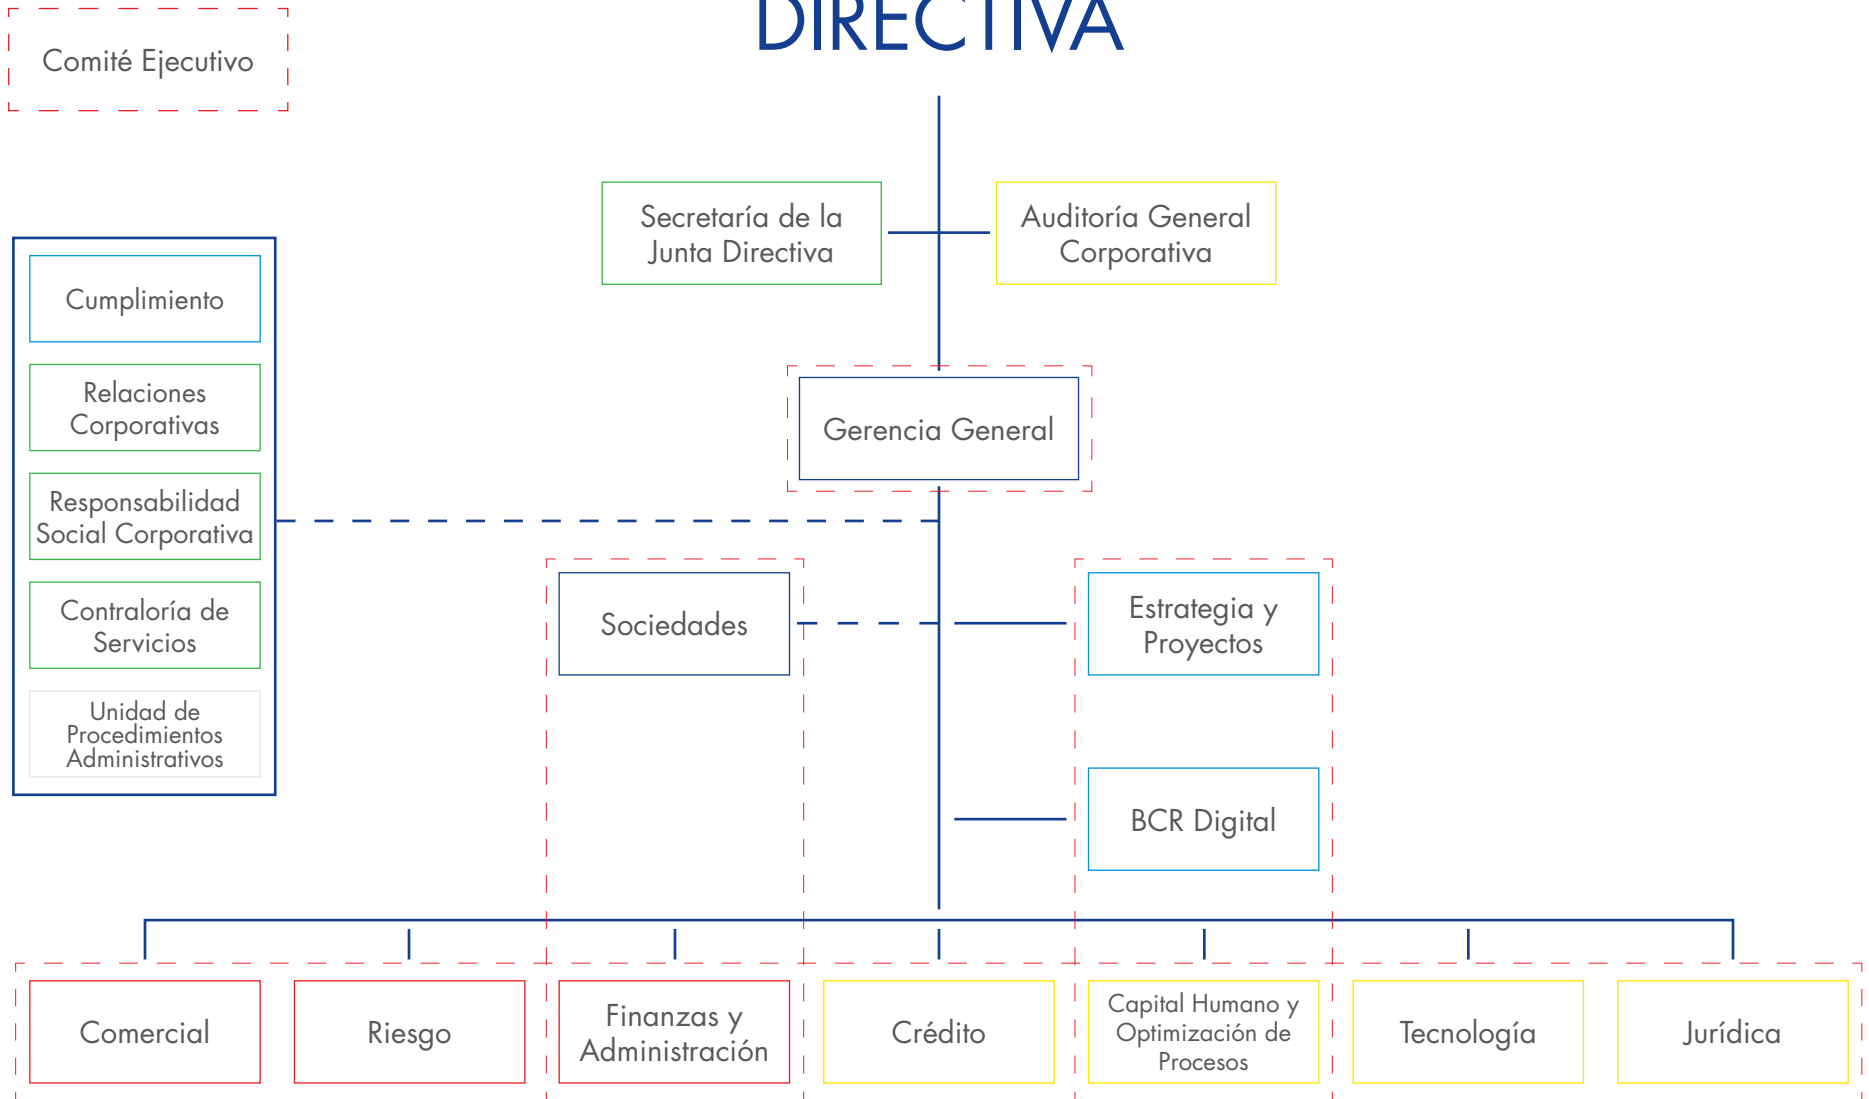 DIRECTIVA
Comité Ejecutivo
Secretaría de la
Junta Directiva
Auditoría General
Corporativa
Cumplimiento
Relaciones
Corporativas
Responsabilidad
Social Corporativa
Contraloría de
Servicios
Unidad de
Procedimientos
Administrativos
Gerencia General
Sociedades
Estrategia y
Proyectos
BCR Digital
Comercial
Riesgo
Finanzas y
Administración
Crédito
Capital Humano y
Optimización de
Procesos
Tecnología
Jurídica